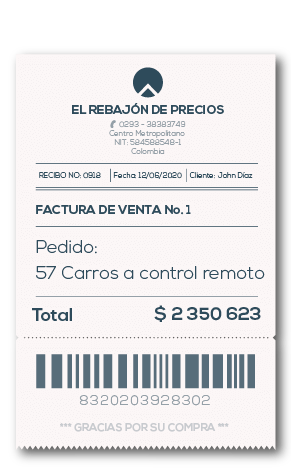 EL REBAJÓN DE PRECIOS
0293 - 38383749
Centro Metropolitano
NIT: 584588548-1
Colombia
RECIBO NO: 0918 Fecha: 12/06/2020 Cliente: John Díaz
FACTURA DE VENTA No. 1
Pedido:
57 Carros a control remoto
Total $ 2 350 623
8320203928302
*** GRACIAS POR SU COMPRA ***